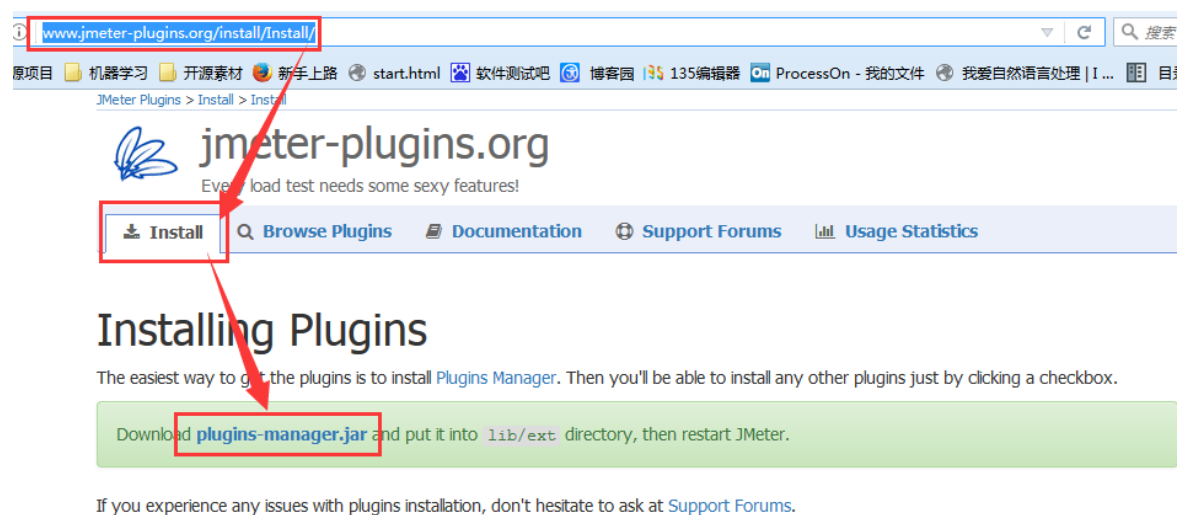 www.jmeter-plugins.org/install/Install/ 搜索
原项目 机器学习 开源素材 新手上路 start.html 软件测试吧 博客园 135编辑器 On ProcessOn - 我的文件 我爱自然语言处理 | I ... 目录
JMeter Plugins > Install > Install
jmeter-plugins.org
Every load test needs some sexy features!
Install Browse Plugins Documentation Support Forums Usage Statistics
Installing Plugins
The easiest way to get the plugins is to install Plugins Manager. Then you'll be able to install any other plugins just by clicking a checkbox.
Download plugins-manager.jar and put it into lib/ext directory, then restart JMeter.
If you experience any issues with plugins installation, don't hesitate to ask at Support Forums.